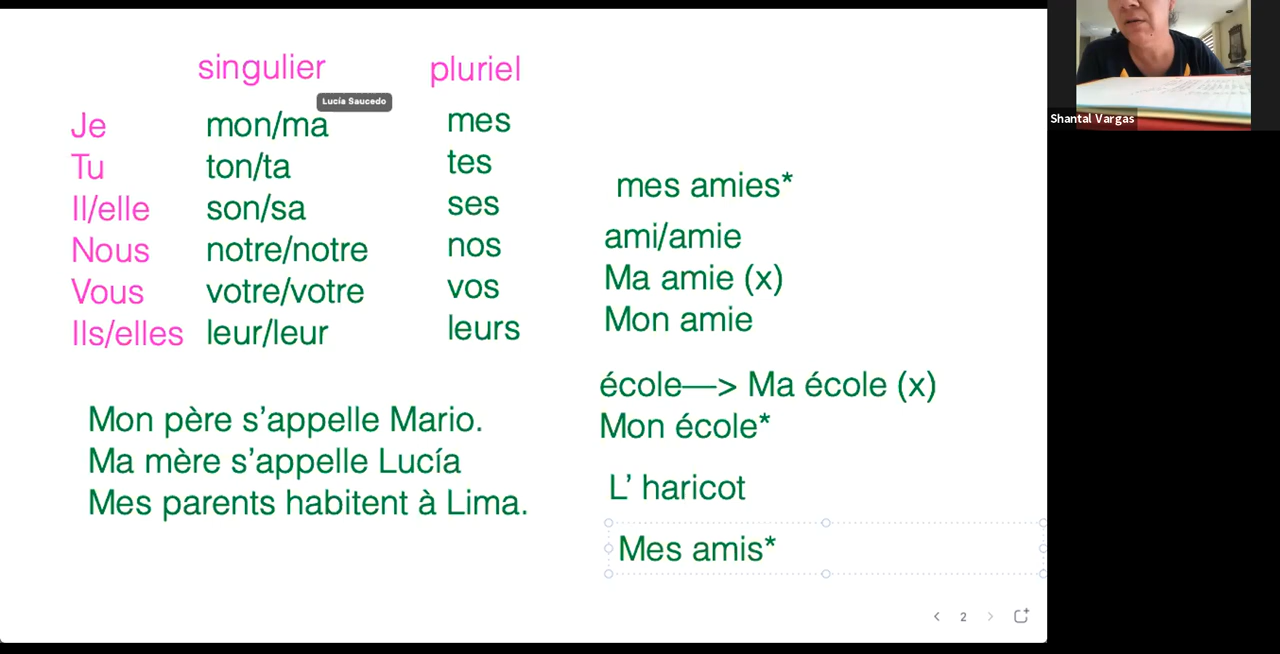 singulier pluriel
Lucía Saucedo
Je mon/ma mes
Tu ton/ta tes
Il/elle son/sa ses
Nous notre/notre nos
Vous votre/votre vos
Ils/elles leur/leur leurs
Mon père s’appelle Mario.
Ma mère s’appelle Lucía
Mes parents habitent à Lima.
mes amies*
ami/amie
Ma amie (x)
Mon amie
école—> Ma école (x)
Mon école*
L’ haricot
Mes amis*
2
Shantal Vargas